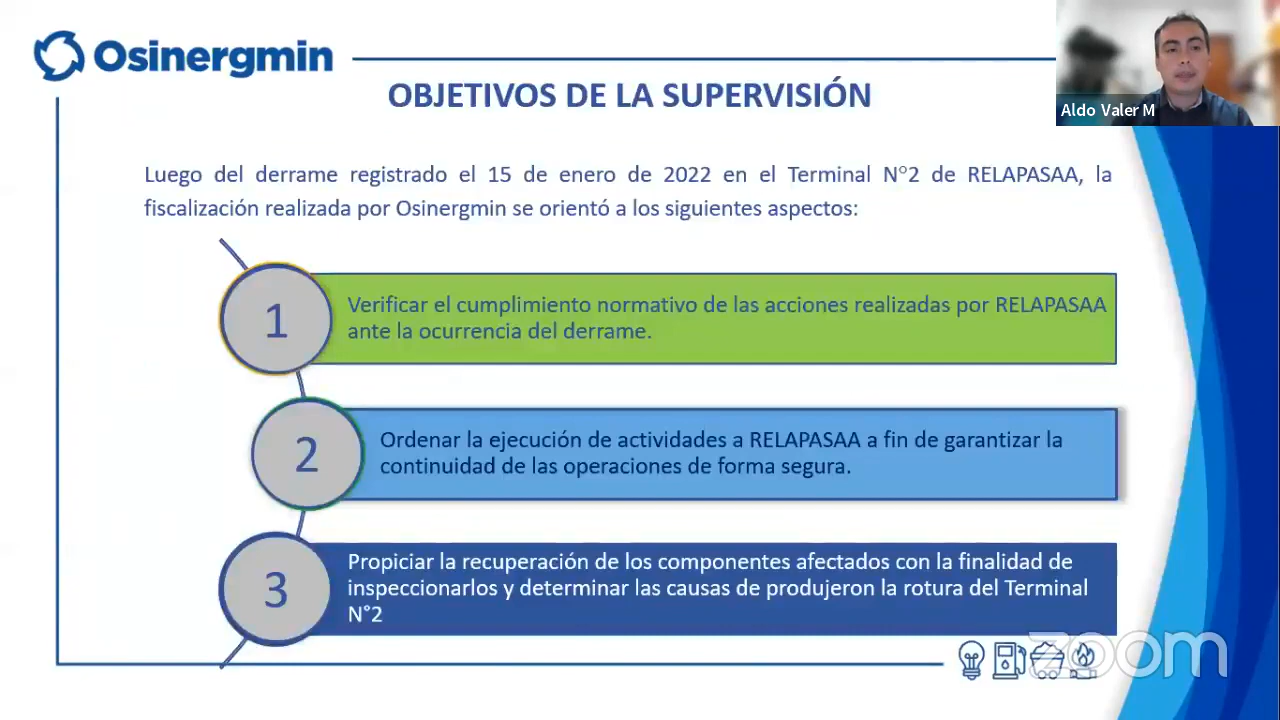 Osinergmin
OBJETIVOS DE LA SUPERVISIÓN
Aldo Valer M
Luego del derrame registrado el 15 de enero de 2022 en el Terminal N°2 de RELAPASAA, la
fiscalización realizada por Osinergmin se orientó a los siguientes aspectos:
1
Verificar el cumplimiento normativo de las acciones realizadas por RELAPASAA
ante la ocurrencia del derrame.
2
Ordenar la ejecución de actividades a RELAPASAA a fin de garantizar la
continuidad de las operaciones de forma segura.
3
Propiciar la recuperación de los componentes afectados con la finalidad de
inspeccionarlos y determinar las causas de produjeron la rotura del Terminal
N°2
zoom